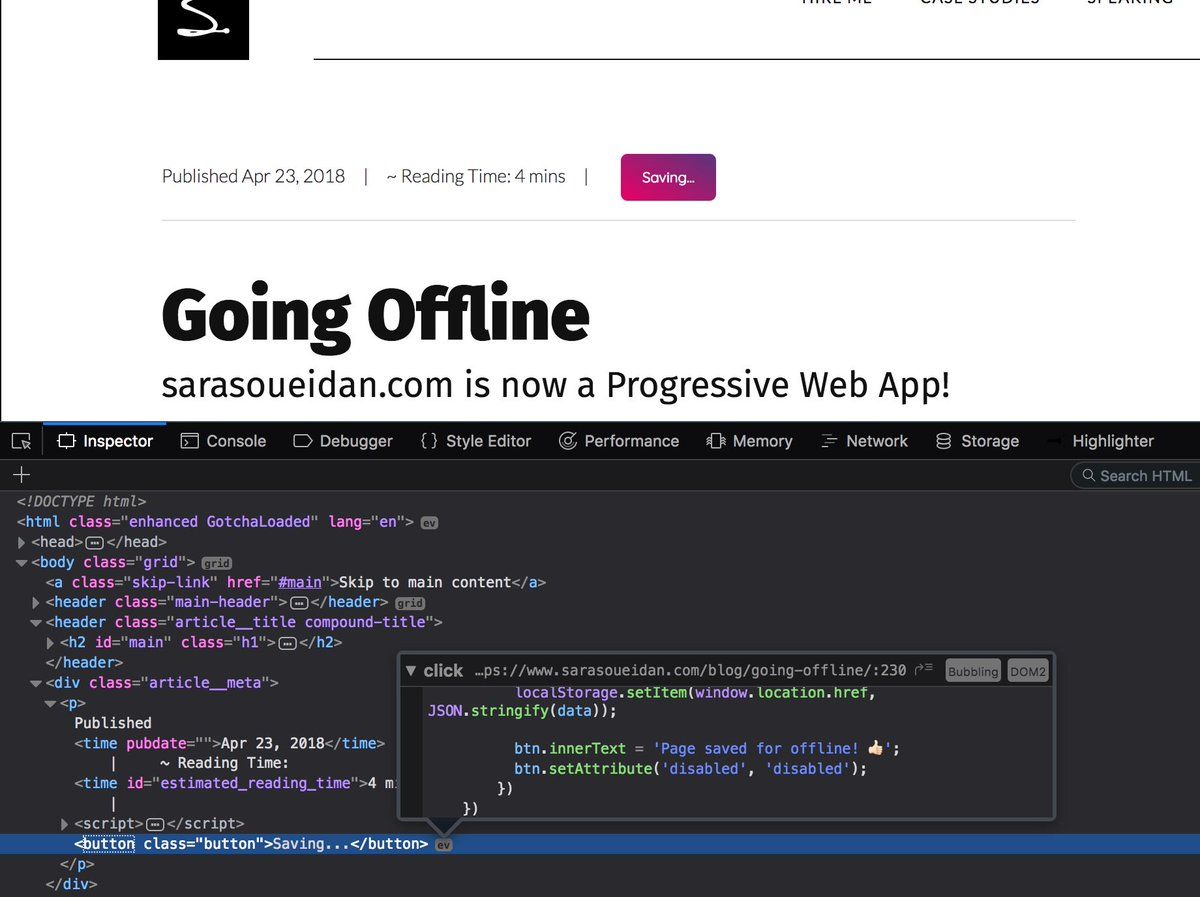 HIRE ME CASE STUDIES SPEAKING
Published Apr 23, 2018 | ~ Reading Time: 4 mins | Saving...
Going Offline
sarasoueidan.com is now a Progressive Web App!
Inspector Console Debugger {} Style Editor Performance Memory Network Storage Highlighter
+ Search HTML
<!DOCTYPE html>
<html class="enhanced GotchaLoaded" lang="en"> ev
<head>…</head>
<body class="grid"> grid
<a class="skip-link" href="#main">Skip to main content</a>
<header class="main-header">…</header> grid
<header class="article__title compound-title">
<h2 id="main" class="h1">…</h2>
</header>
<div class="article__meta">
<p>
Published
<time pubdate="">Apr 23, 2018</time>
| ~ Reading Time:
<time id="estimated_reading_time">4 m
|
<script>…</script>
<button class="button">Saving...</button> ev
</p>
</div>
click …ps://www.sarasoueidan.com/blog/going-offline/:230 Bubbling DOM2
localStorage.setItem(window.location.href,
JSON.stringify(data));
btn.innerText = 'Page saved for offline! 👍🏻';
btn.setAttribute('disabled', 'disabled');
})
})